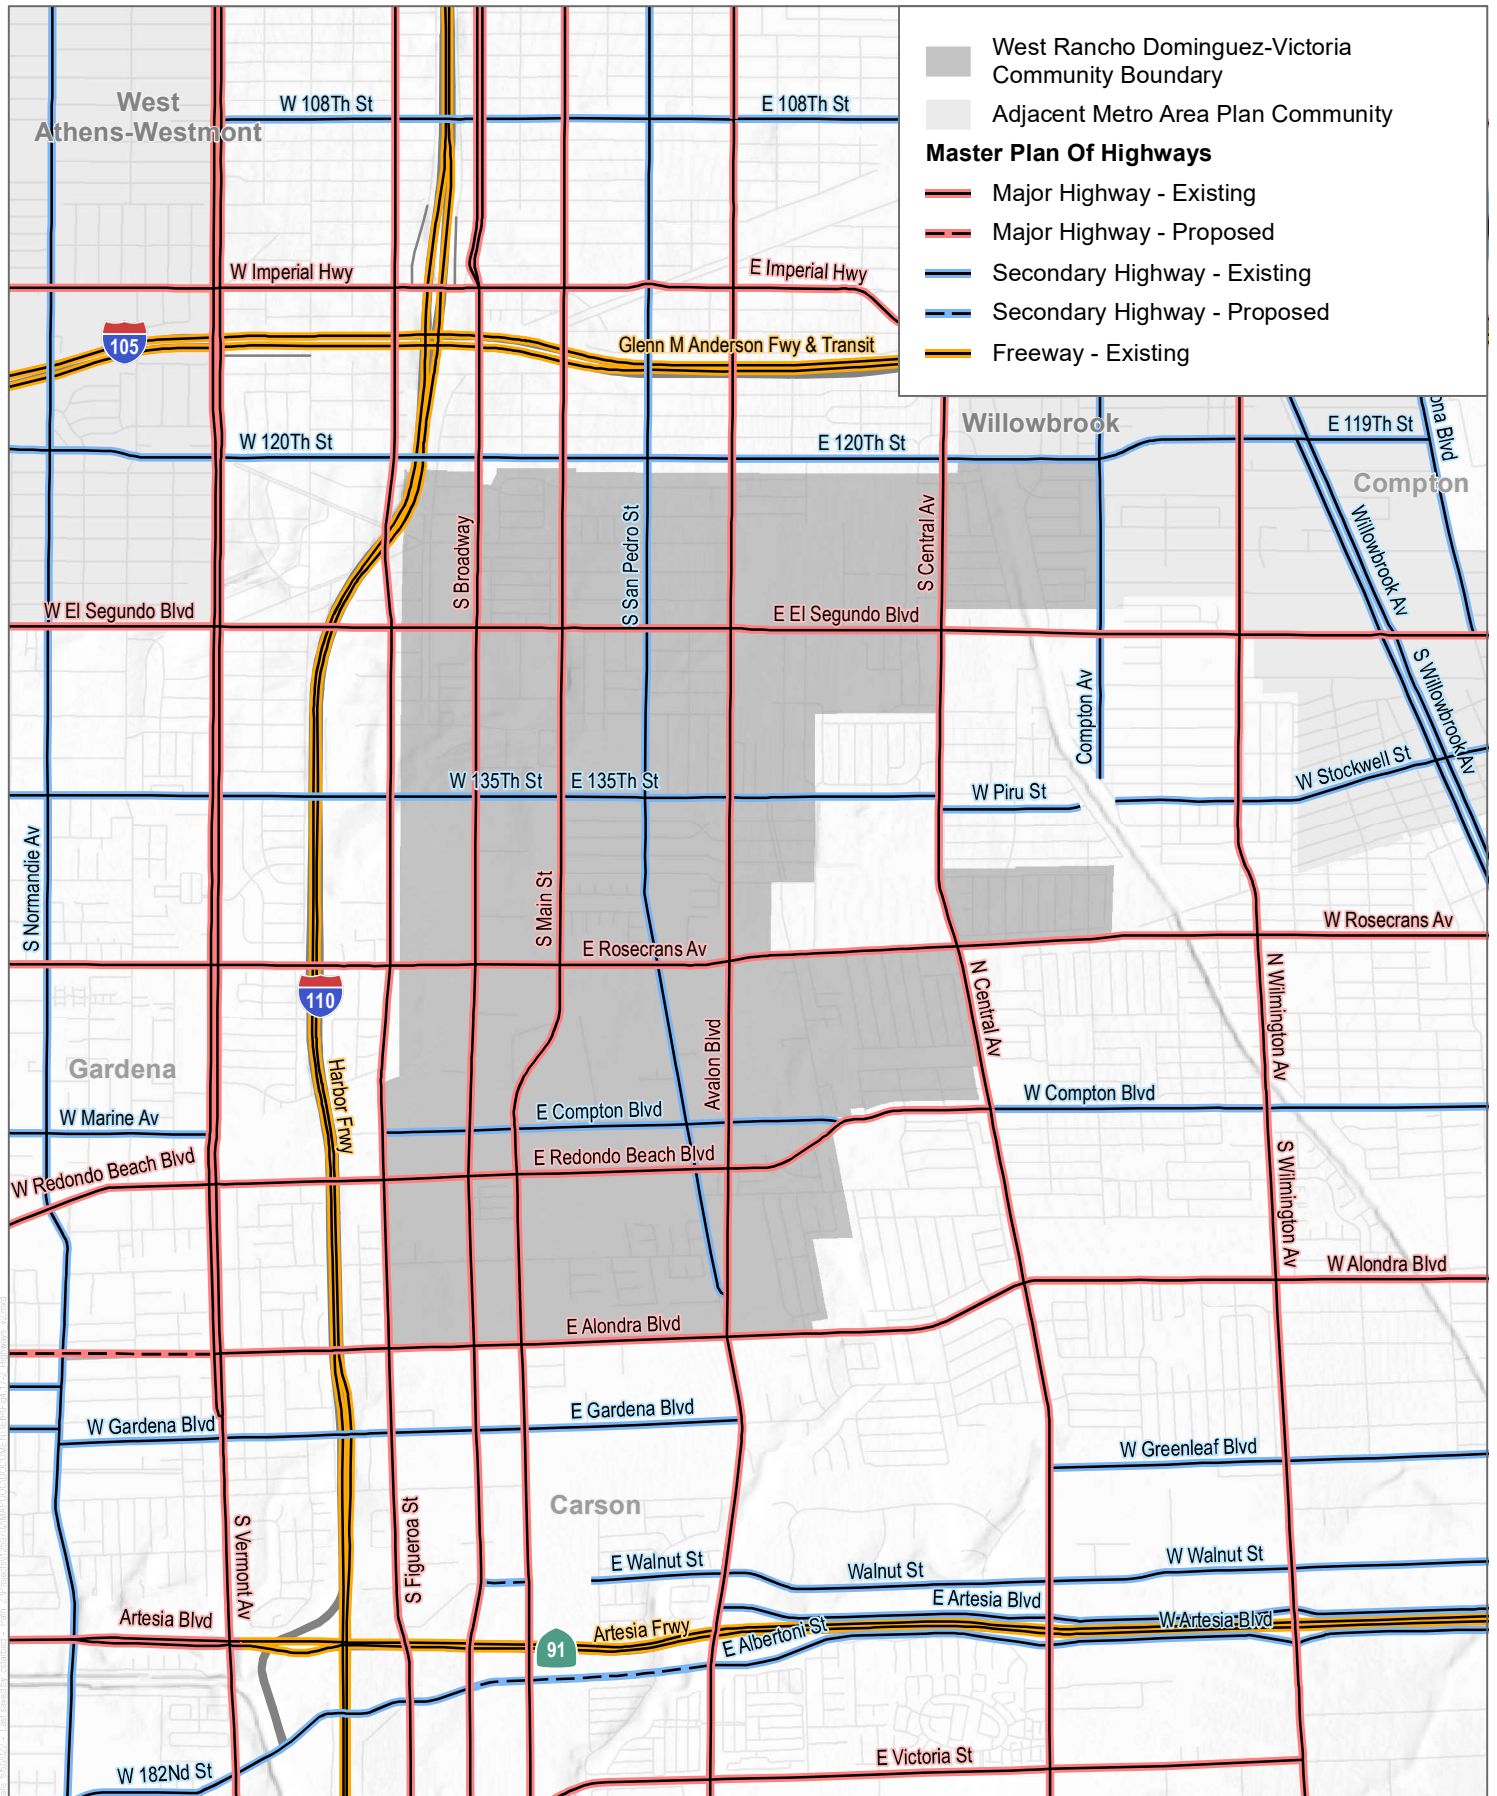 West Rancho Dominguez-Victoria
Community Boundary
Adjacent Metro Area Plan Community
Master Plan Of Highways
Major Highway - Existing
Major Highway - Proposed
Secondary Highway - Existing
Secondary Highway - Proposed
Freeway - Existing
West
Athens-Westmont
W 108Th St
E 108Th St
W Imperial Hwy
E Imperial Hwy
105
Glenn M Anderson Fwy & Transit
Willowbrook
E 119Th St
ona Blvd
W 120Th St
E 120Th St
Compton
S Broadway
S San Pedro St
S Central Av
Willowbrook Av
W El Segundo Blvd
E El Segundo Blvd
S Willowbrook Av
Compton Av
W 135Th St
E 135Th St
W Piru St
W Stockwell St
S Normandie Av
S Main St
E Rosecrans Av
W Rosecrans Av
110
N Central Av
N Wilmington Av
Gardena
Harbor Frwy
Avalon Blvd
W Marine Av
E Compton Blvd
W Compton Blvd
W Redondo Beach Blvd
E Redondo Beach Blvd
S Wilmington Av
W Alondra Blvd
E Alondra Blvd
W Gardena Blvd
E Gardena Blvd
W Greenleaf Blvd
Carson
S Vermont Av
S Figueroa St
E Walnut St
Walnut St
W Walnut St
E Artesia Blvd
Artesia Blvd
91
Artesia Frwy
E Albertoni St
W Artesia Blvd
E Victoria St
W 182Nd St